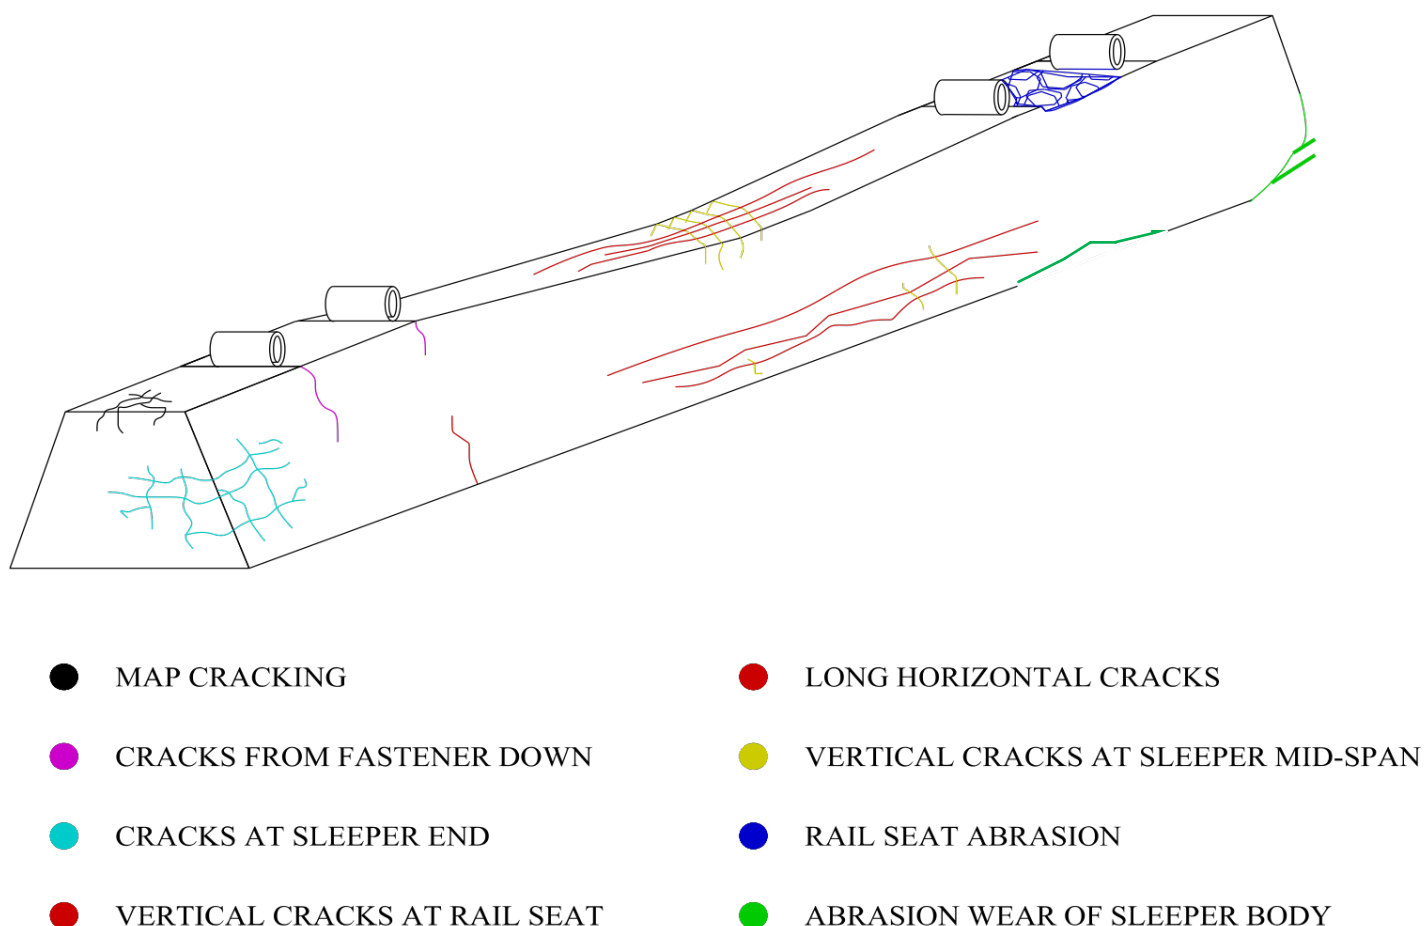 MAP CRACKING
LONG HORIZONTAL CRACKS
CRACKS FROM FASTENER DOWN
VERTICAL CRACKS AT SLEEPER MID-SPAN
CRACKS AT SLEEPER END
RAIL SEAT ABRASION
VERTICAL CRACKS AT RAIL SEAT
ABRASION WEAR OF SLEEPER BODY